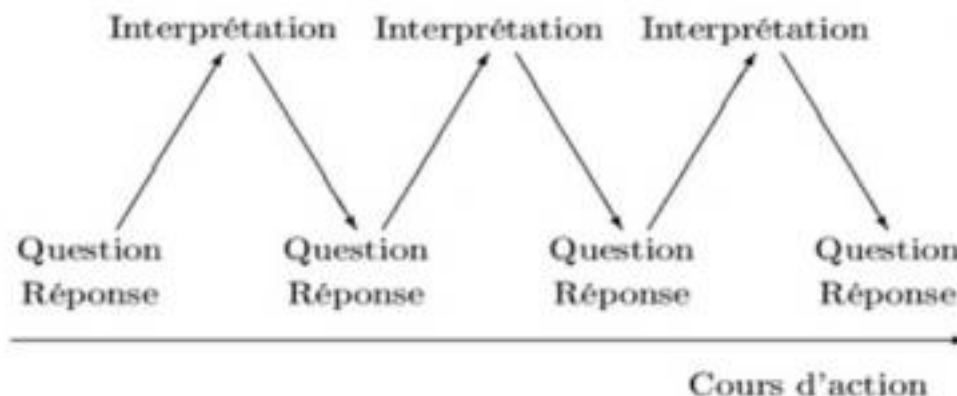 Interprétation Interprétation Interprétation
Question Question Question Question
Réponse Réponse Réponse Réponse
Cours d'action